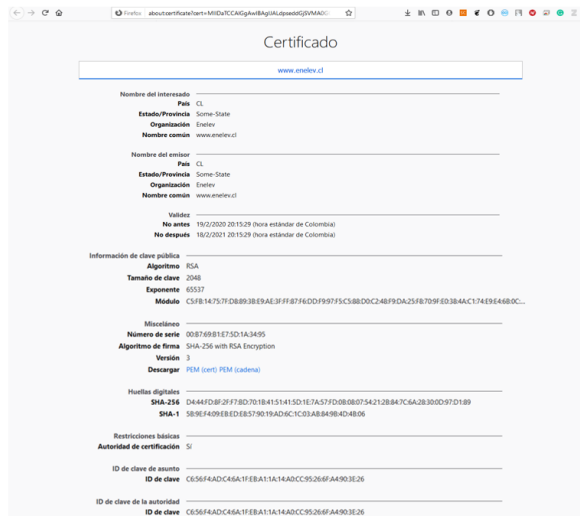 Firefox about:certificate?cert=MIIDaTCCAlGgAwIBAgIJALdpseddGjSVMA0G
Certificado
www.enelev.cl
Nombre del interesado
País CL
Estado/Provincia Some-State
Organización Enelev
Nombre común www.enelev.cl
Nombre del emisor
País CL
Estado/Provincia Some-State
Organización Enelev
Nombre común www.enelev.cl
Validez
No antes 19/2/2020 20:15:29 (hora estándar de Colombia)
No después 18/2/2021 20:15:29 (hora estándar de Colombia)
Información de clave pública
Algoritmo RSA
Tamaño de clave 2048
Exponente 65537
Módulo C5:FB:14:75:7F:DB:89:3B:E9:AE:3F:FF:87:F6:DD:F9:97:F5:C5:88:D0:C2:48:F9:DA:25:FB:70:9F:E0:38:4A:C1:74:E9:E4:6B:0C:...
Misceláneo
Número de serie 00:B7:69:B1:E7:5D:1A:34:95
Algoritmo de firma SHA-256 with RSA Encryption
Versión 3
Descargar PEM (cert) PEM (cadena)
Huellas digitales
SHA-256 D4:44:FD:BF:2F:F7:BD:70:1B:41:51:41:5D:1E:7A:57:FD:0B:08:07:54:21:2B:84:7C:6A:28:30:0D:97:D1:89
SHA-1 5B:9E:F4:09:EB:ED:E8:57:90:19:AD:6C:1C:03:AB:84:9B:4D:4B:06
Restricciones básicas
Autoridad de certificación Sí
ID de clave de asunto
ID de clave C6:56:F4:AD:C4:6A:1F:EB:A1:1A:14:A0:CC:95:26:6F:A4:90:3E:26
ID de clave de la autoridad
ID de clave C6:56:F4:AD:C4:6A:1F:EB:A1:1A:14:A0:CC:95:26:6F:A4:90:3E:26